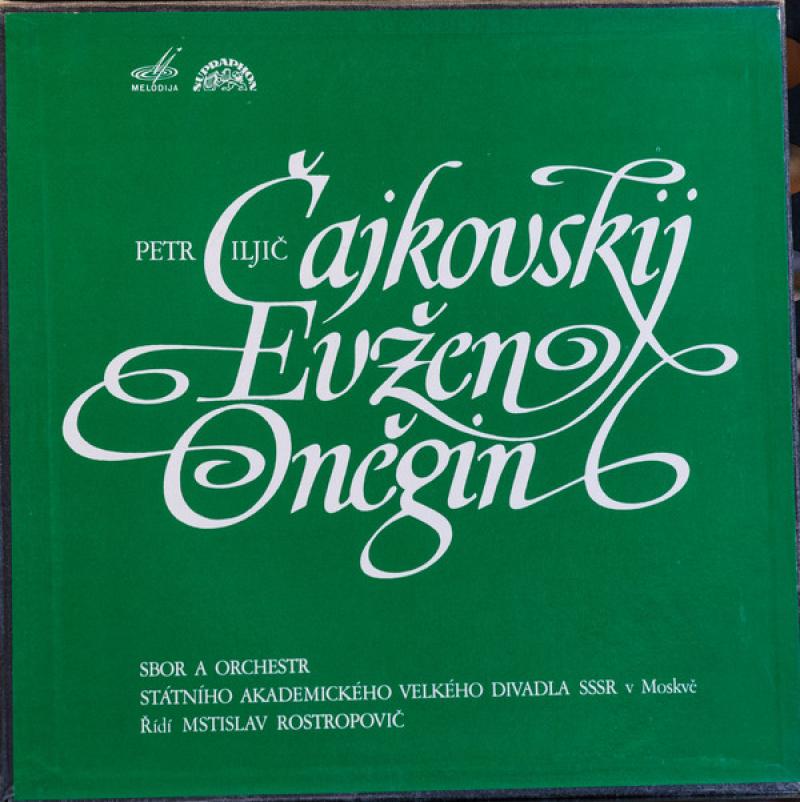 MELODIJA SUPRAPHON
PETR ILJIČ Čajkovskij
Evžen
Oněgin
SBOR A ORCHESTR
STÁTNÍHO AKADEMICKÉHO VELKÉHO DIVADLA SSSR v Moskvě
Řídí MSTISLAV ROSTROPOVIČ